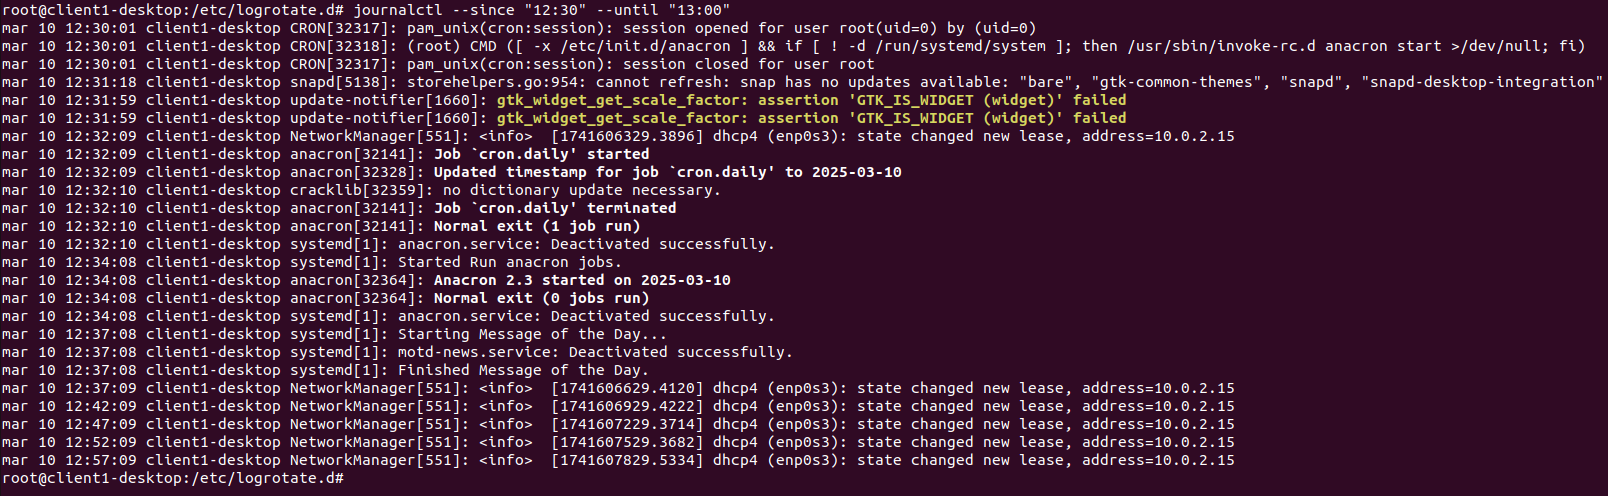 root@client1-desktop:/etc/logrotate.d# journalctl --since "12:30" --until "13:00"
mar 10 12:30:01 client1-desktop CRON[32317]: pam_unix(cron:session): session opened for user root(uid=0) by (uid=0)
mar 10 12:30:01 client1-desktop CRON[32318]: (root) CMD ([ -x /etc/init.d/anacron ] && if [ ! -d /run/systemd/system ]; then /usr/sbin/invoke-rc.d anacron start >/dev/null; fi)
mar 10 12:30:01 client1-desktop CRON[32317]: pam_unix(cron:session): session closed for user root
mar 10 12:31:18 client1-desktop snapd[5138]: storehelpers.go:954: cannot refresh: snap has no updates available: "bare", "gtk-common-themes", "snapd", "snapd-desktop-integration"
mar 10 12:31:59 client1-desktop update-notifier[1660]: gtk_widget_get_scale_factor: assertion 'GTK_IS_WIDGET (widget)' failed
mar 10 12:31:59 client1-desktop update-notifier[1660]: gtk_widget_get_scale_factor: assertion 'GTK_IS_WIDGET (widget)' failed
mar 10 12:32:09 client1-desktop NetworkManager[551]: <info>  [1741606329.3896] dhcp4 (enp0s3): state changed new lease, address=10.0.2.15
mar 10 12:32:09 client1-desktop anacron[32141]: Job `cron.daily' started
mar 10 12:32:09 client1-desktop anacron[32328]: Updated timestamp for job `cron.daily' to 2025-03-10
mar 10 12:32:10 client1-desktop cracklib[32359]: no dictionary update necessary.
mar 10 12:32:10 client1-desktop anacron[32141]: Job `cron.daily' terminated
mar 10 12:32:10 client1-desktop anacron[32141]: Normal exit (1 job run)
mar 10 12:32:10 client1-desktop systemd[1]: anacron.service: Deactivated successfully.
mar 10 12:34:08 client1-desktop systemd[1]: Started Run anacron jobs.
mar 10 12:34:08 client1-desktop anacron[32364]: Anacron 2.3 started on 2025-03-10
mar 10 12:34:08 client1-desktop anacron[32364]: Normal exit (0 jobs run)
mar 10 12:34:08 client1-desktop systemd[1]: anacron.service: Deactivated successfully.
mar 10 12:37:08 client1-desktop systemd[1]: Starting Message of the Day...
mar 10 12:37:08 client1-desktop systemd[1]: motd-news.service: Deactivated successfully.
mar 10 12:37:08 client1-desktop systemd[1]: Finished Message of the Day.
mar 10 12:37:09 client1-desktop NetworkManager[551]: <info>  [1741606629.4120] dhcp4 (enp0s3): state changed new lease, address=10.0.2.15
mar 10 12:42:09 client1-desktop NetworkManager[551]: <info>  [1741606929.4222] dhcp4 (enp0s3): state changed new lease, address=10.0.2.15
mar 10 12:47:09 client1-desktop NetworkManager[551]: <info>  [1741607229.3714] dhcp4 (enp0s3): state changed new lease, address=10.0.2.15
mar 10 12:52:09 client1-desktop NetworkManager[551]: <info>  [1741607529.3682] dhcp4 (enp0s3): state changed new lease, address=10.0.2.15
mar 10 12:57:09 client1-desktop NetworkManager[551]: <info>  [1741607829.5334] dhcp4 (enp0s3): state changed new lease, address=10.0.2.15
root@client1-desktop:/etc/logrotate.d#